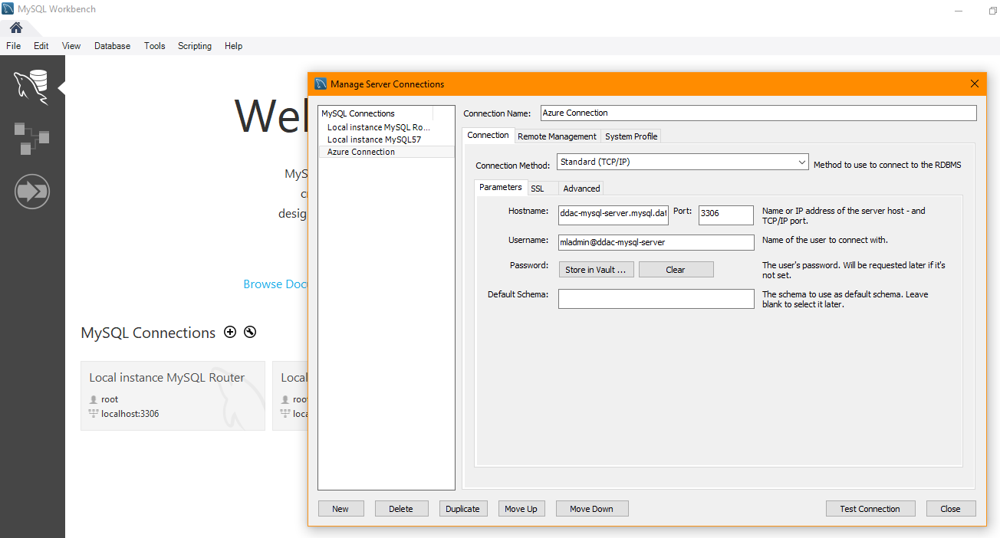 MySQL Workbench
File Edit View Database Tools Scripting Help
Wel
MyS
c
desig
Browse Docu
MySQL Connections
Local instance MySQL Router
root
localhost:3306
Local
root
loca
Manage Server Connections
MySQL Connections
Local instance MySQL Ro...
Local instance MySQL57
Azure Connection
Connection Name: Azure Connection
Connection Remote Management System Profile
Connection Method: Standard (TCP/IP) Method to use to connect to the RDBMS
Parameters SSL Advanced
Hostname: ddac-mysql-server.mysql.dat Port: 3306 Name or IP address of the server host - and
TCP/IP port.
Username: mladmin@ddac-mysql-server Name of the user to connect with.
Password: Store in Vault ... Clear The user's password. Will be requested later if it's
not set.
Default Schema: The schema to use as default schema. Leave
blank to select it later.
New Delete Duplicate Move Up Move Down Test Connection Close